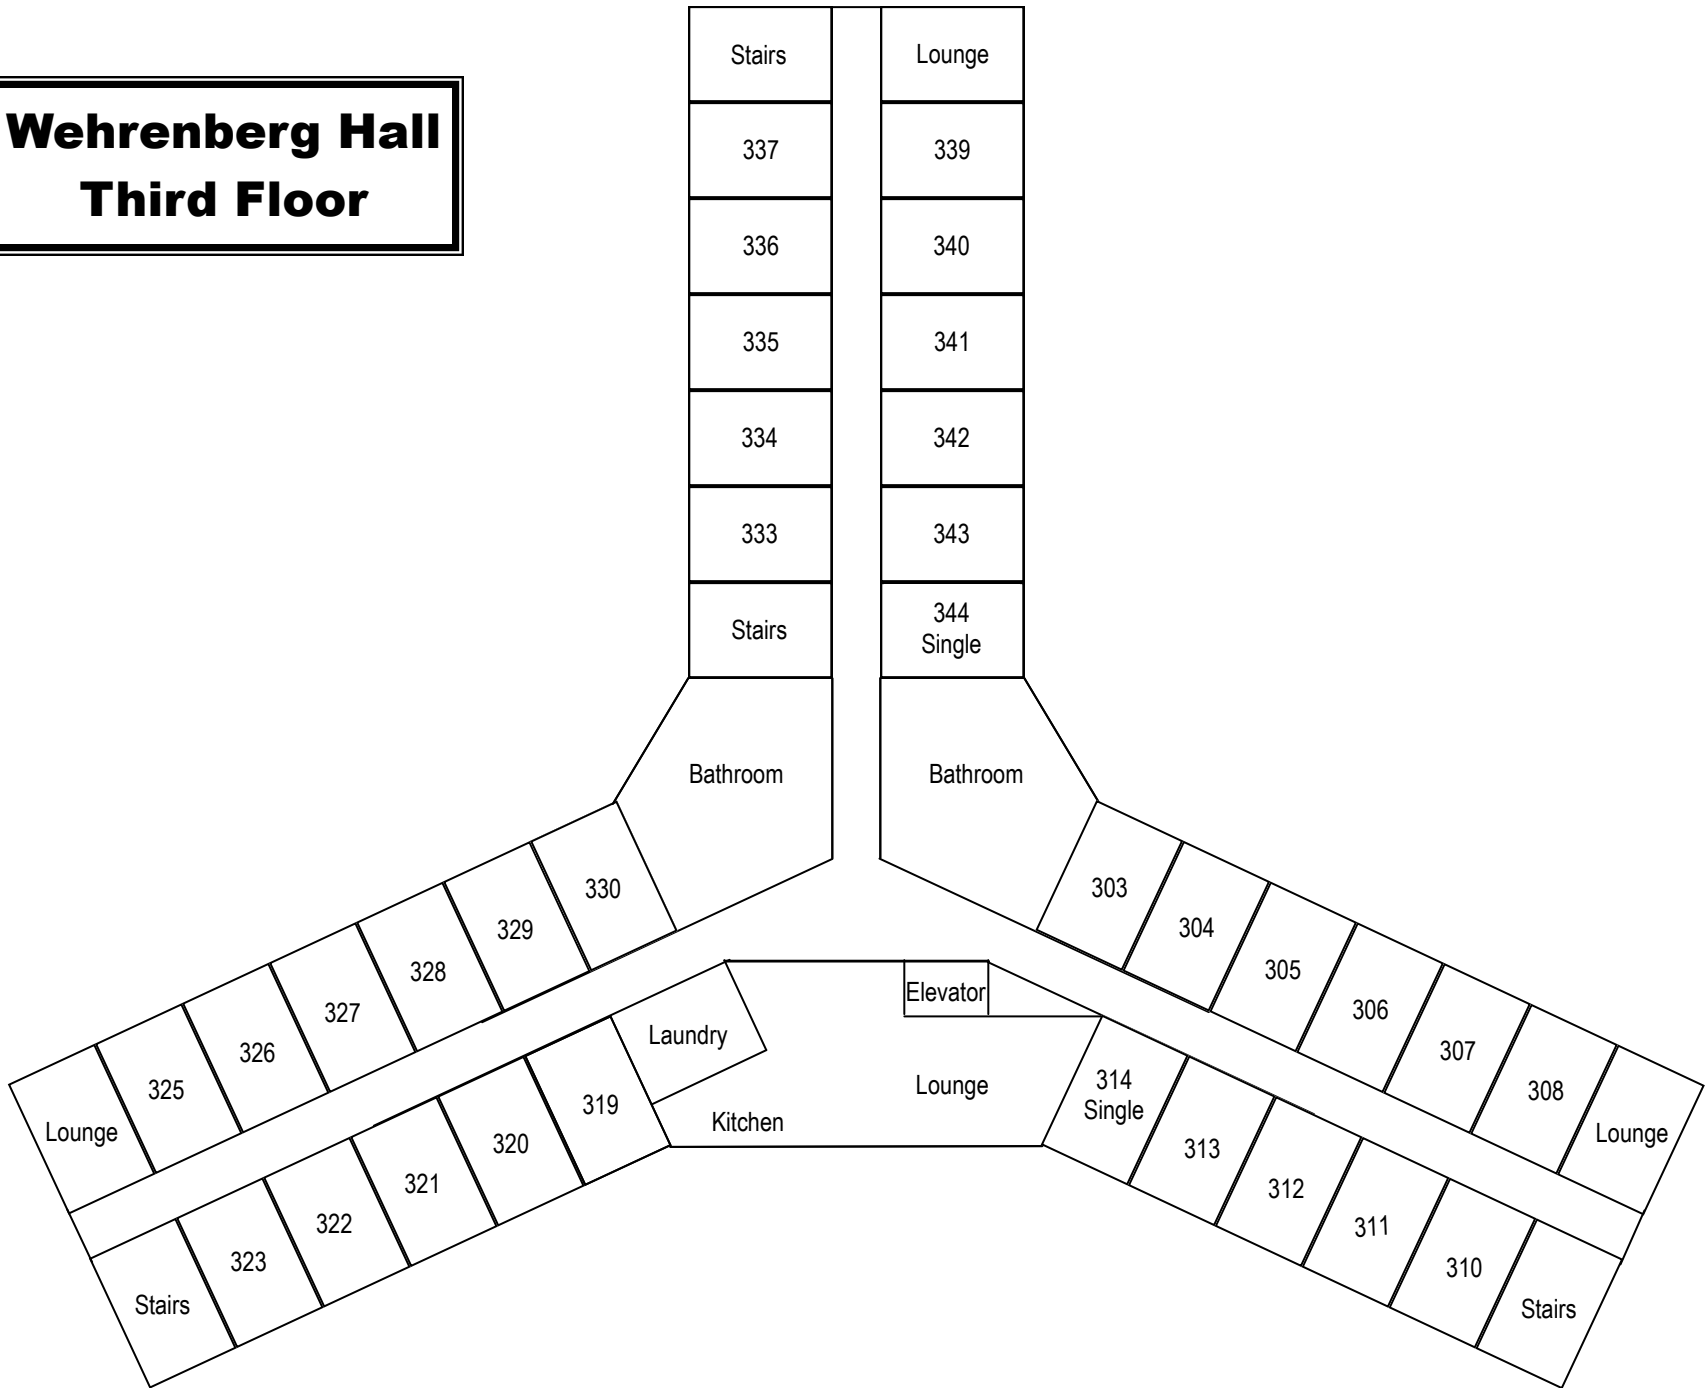 Wehrenberg Hall
Third Floor
Stairs
Lounge
337
339
336
340
335
341
334
342
333
343
Stairs
344
Single
Bathroom
Bathroom
330
329
328
327
326
325
Lounge
303
304
305
306
307
308
Lounge
Elevator
Laundry
Lounge
Kitchen
319
320
321
322
323
Stairs
314
Single
313
312
311
310
Stairs